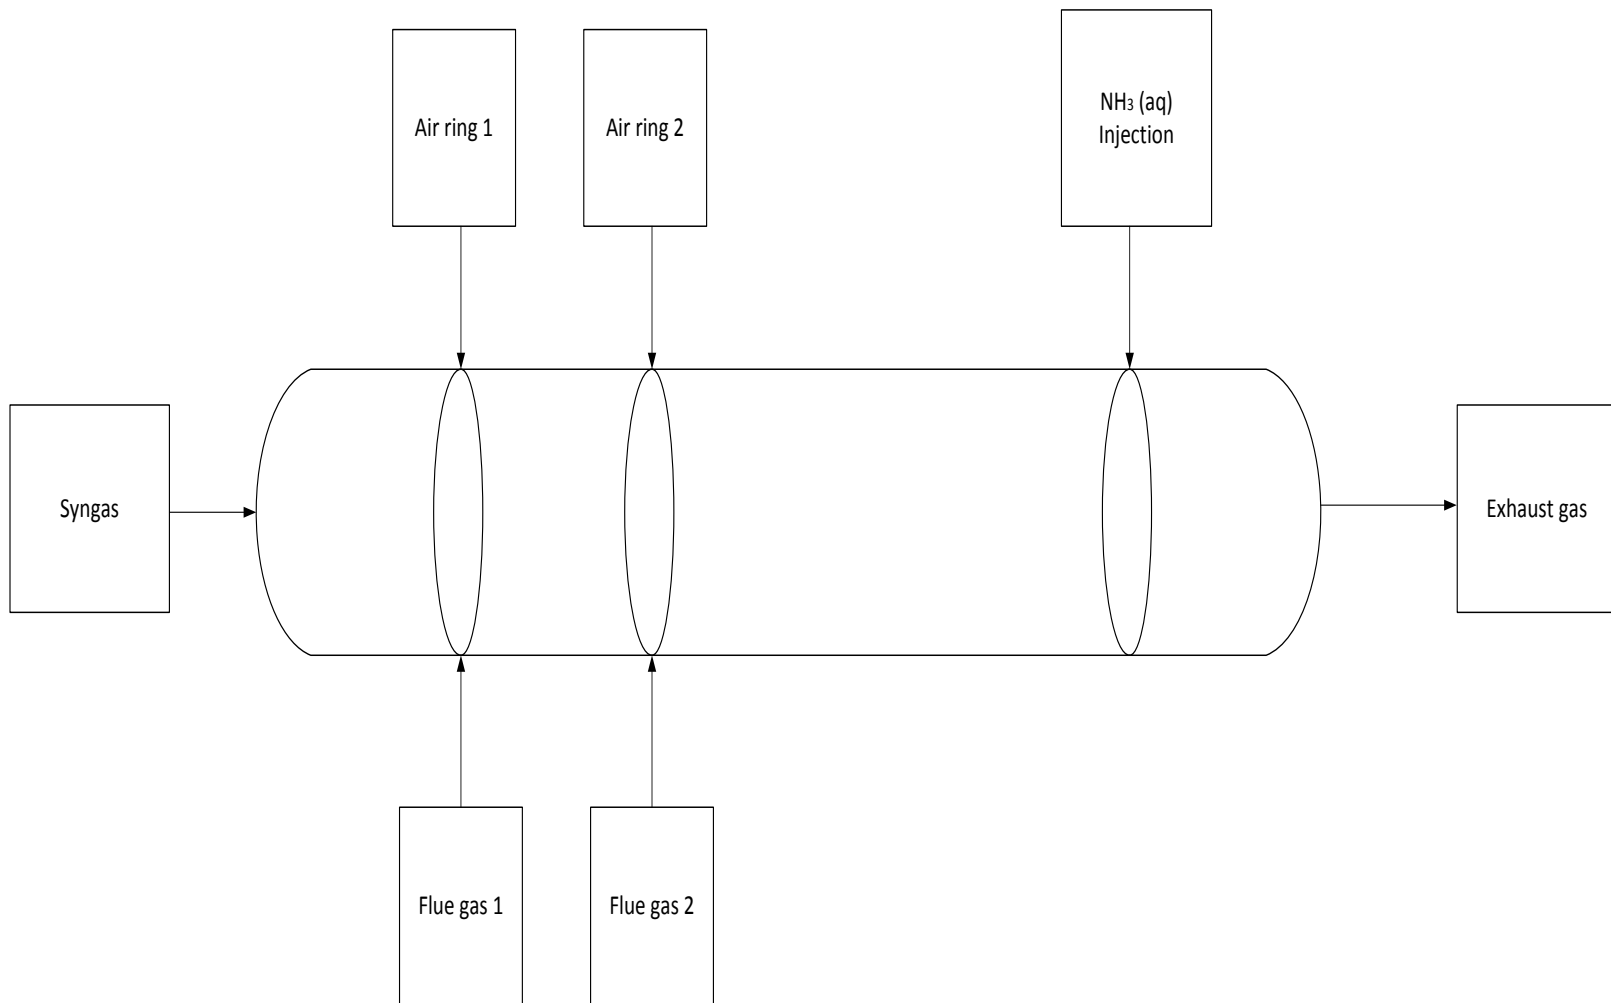 Air ring 1
Air ring 2
NH₃ (aq)
Injection
Syngas
Exhaust gas
Flue gas 1
Flue gas 2